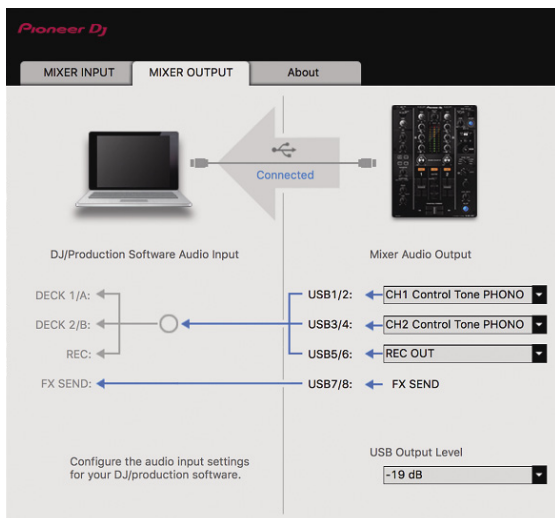 Pioneer Dj
MIXER INPUT
MIXER OUTPUT
About
Connected
DJ/Production Software Audio Input
Mixer Audio Output
DECK 1/A:
DECK 2/B:
REC:
FX SEND:
USB1/2:
CH1 Control Tone PHONO
USB3/4:
CH2 Control Tone PHONO
USB5/6:
REC OUT
USB7/8:
FX SEND
Configure the audio input settings
for your DJ/production software.
USB Output Level
-19 dB